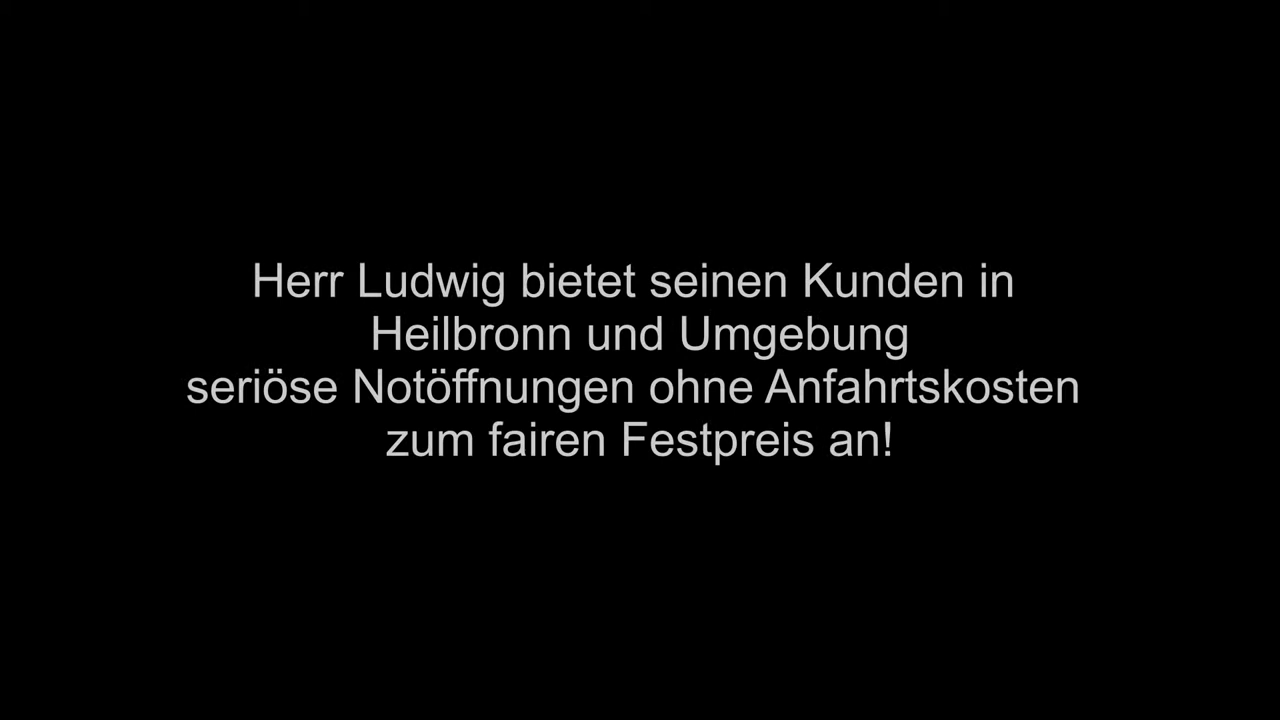 Herr Ludwig bietet seinen Kunden in
Heilbronn und Umgebung
seriöse Notöffnungen ohne Anfahrtskosten
zum fairen Festpreis an!